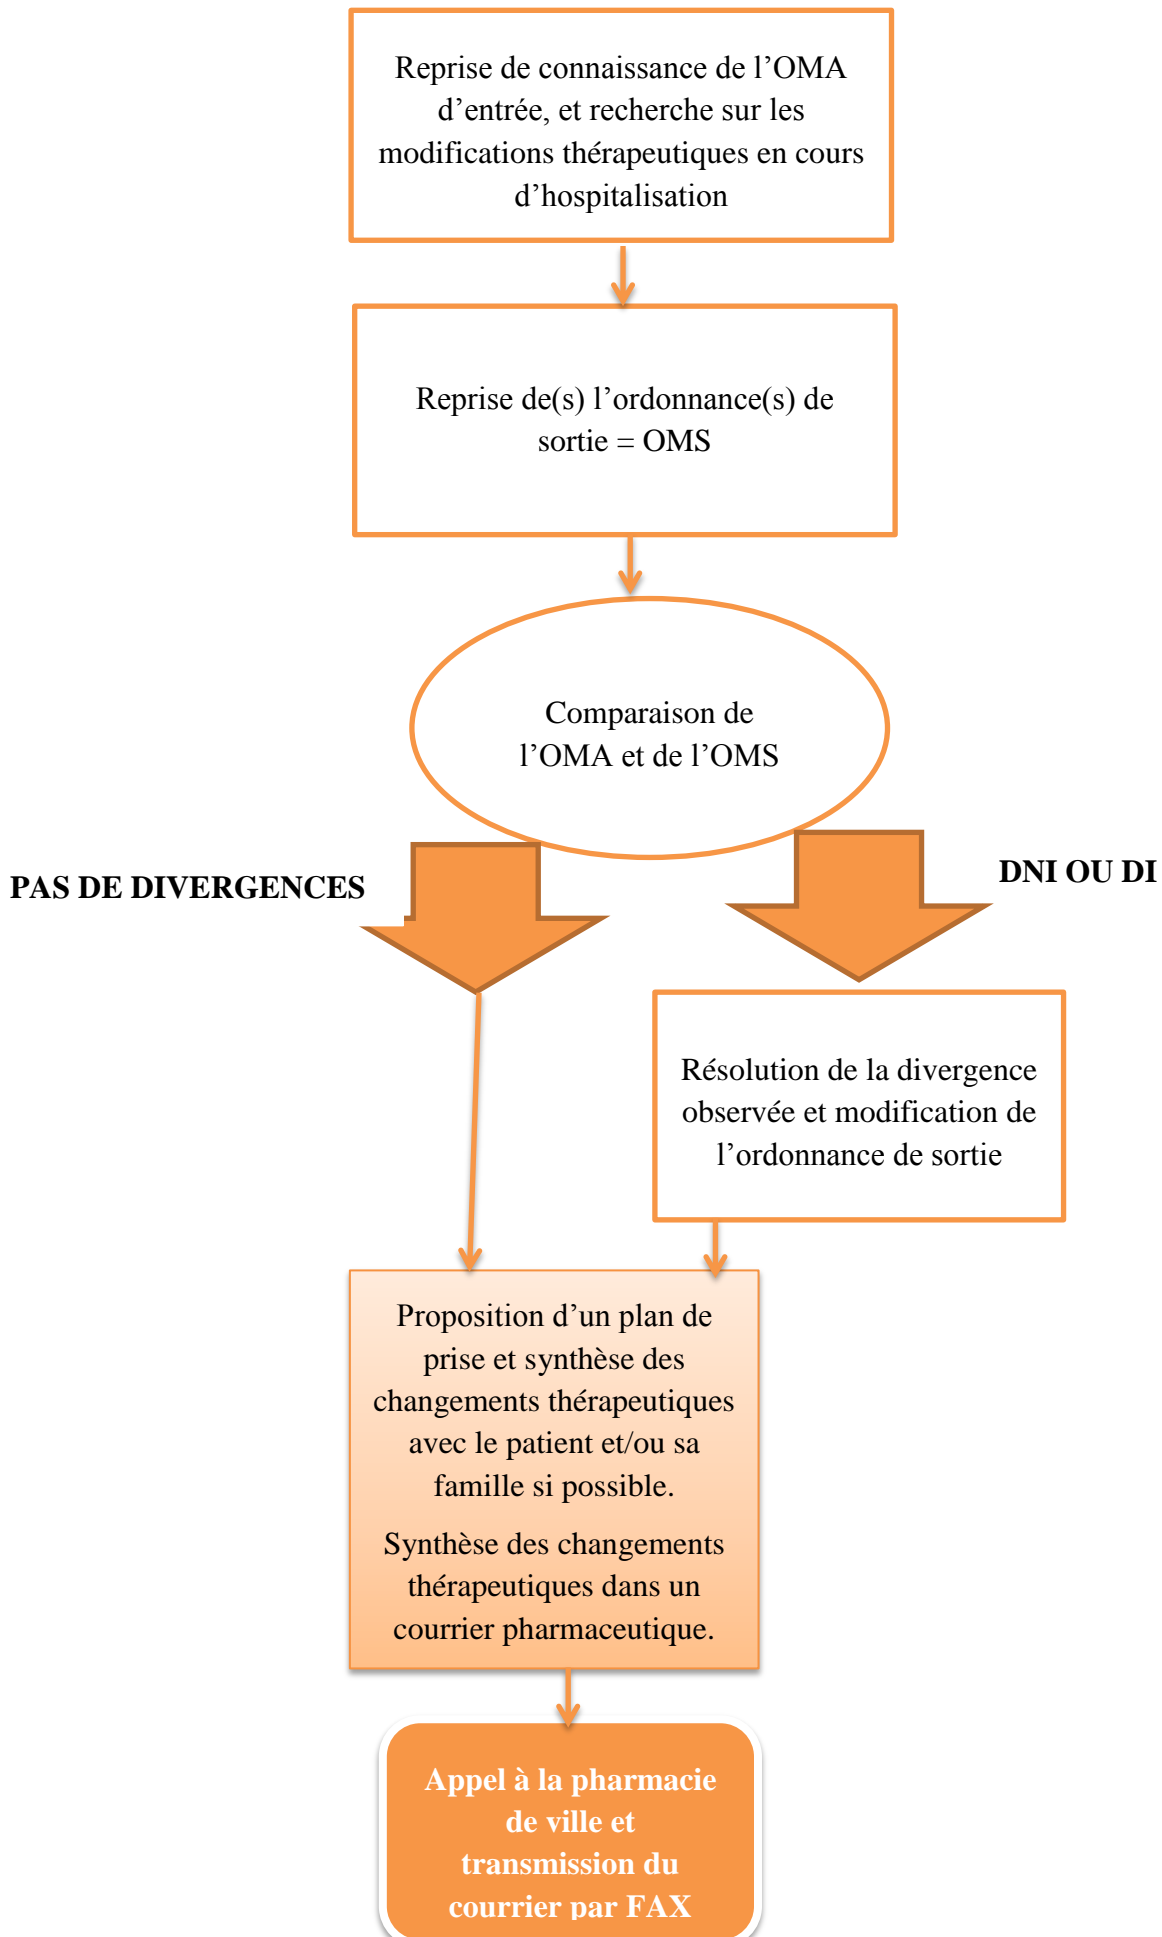 Reprise de connaissance de l’OMA
d’entrée, et recherche sur les
modifications thérapeutiques en cours
d’hospitalisation
Reprise de(s) l’ordonnance(s) de
sortie = OMS
Comparaison de
l’OMA et de l’OMS
PAS DE DIVERGENCES
DNI OU DI
Résolution de la divergence
observée et modification de
l’ordonnance de sortie
Proposition d’un plan de
prise et synthèse des
changements thérapeutiques
avec le patient et/ou sa
famille si possible.
Synthèse des changements
thérapeutiques dans un
courrier pharmaceutique.
Appel à la pharmacie
de ville et
transmission du
courrier par FAX